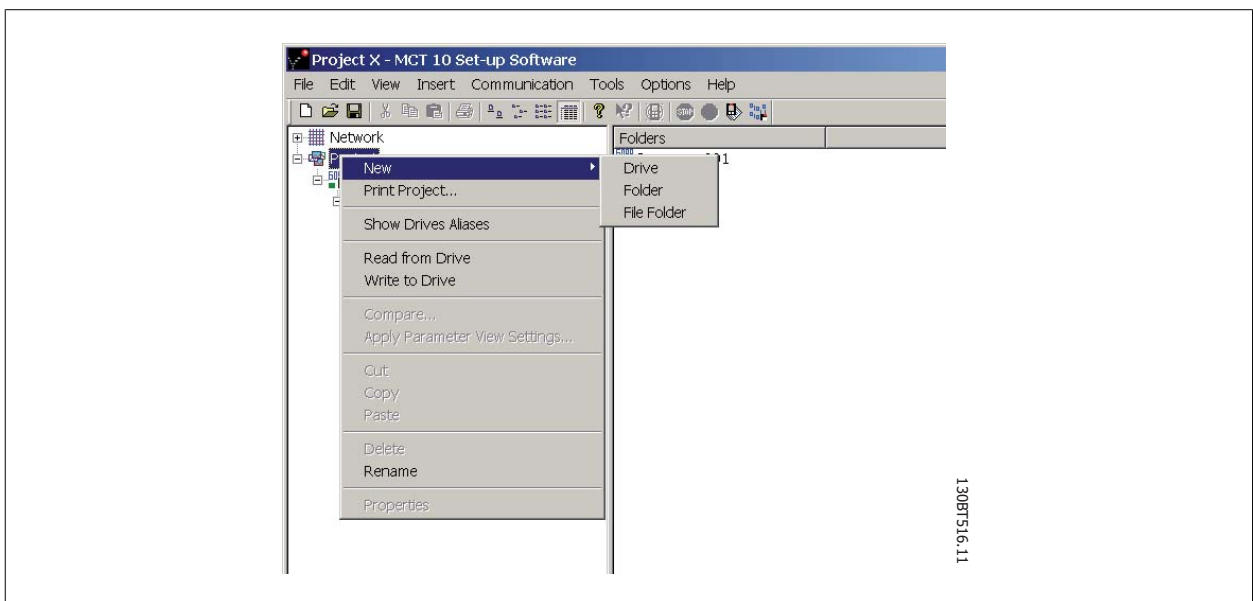 Project X - MCT 10 Set-up Software
File Edit View Insert Communication Tools Options Help
Network
Folders
New
Drive
Print Project...
Folder
File Folder
Show Drives Aliases
Read from Drive
Write to Drive
Compare...
Apply Parameter View Settings...
Cut
Copy
Paste
Delete
Rename
Properties
130BT516.11